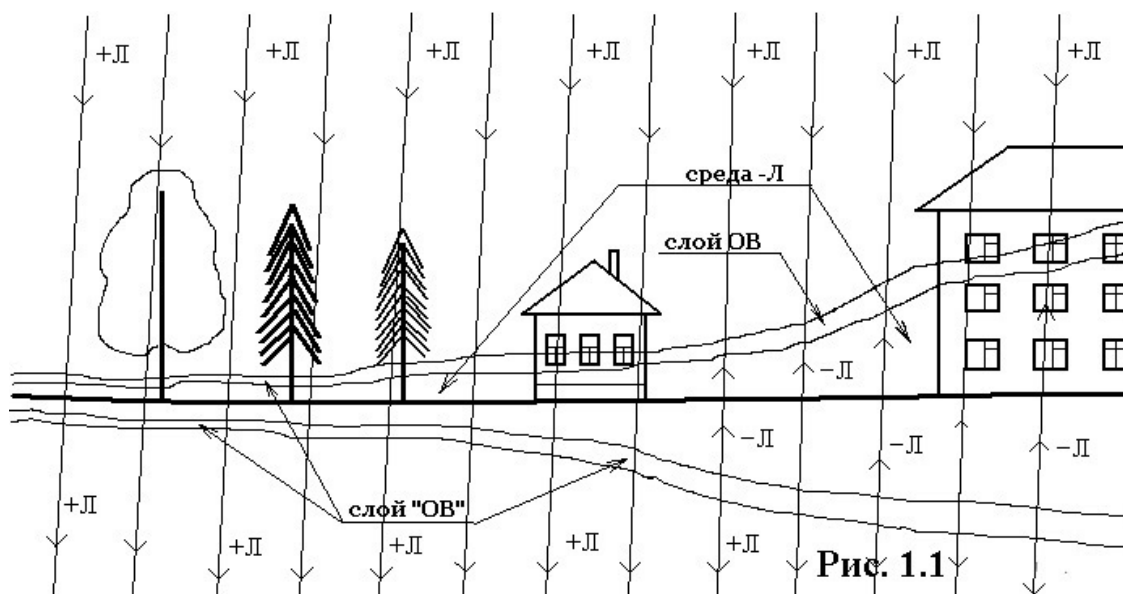 +Л +Л +Л +Л +Л +Л +Л
среда -Л
слой ОВ
-Л
-Л -Л -Л
+Л
слой "ОВ"
+Л +Л +Л +Л
Рис. 1.1